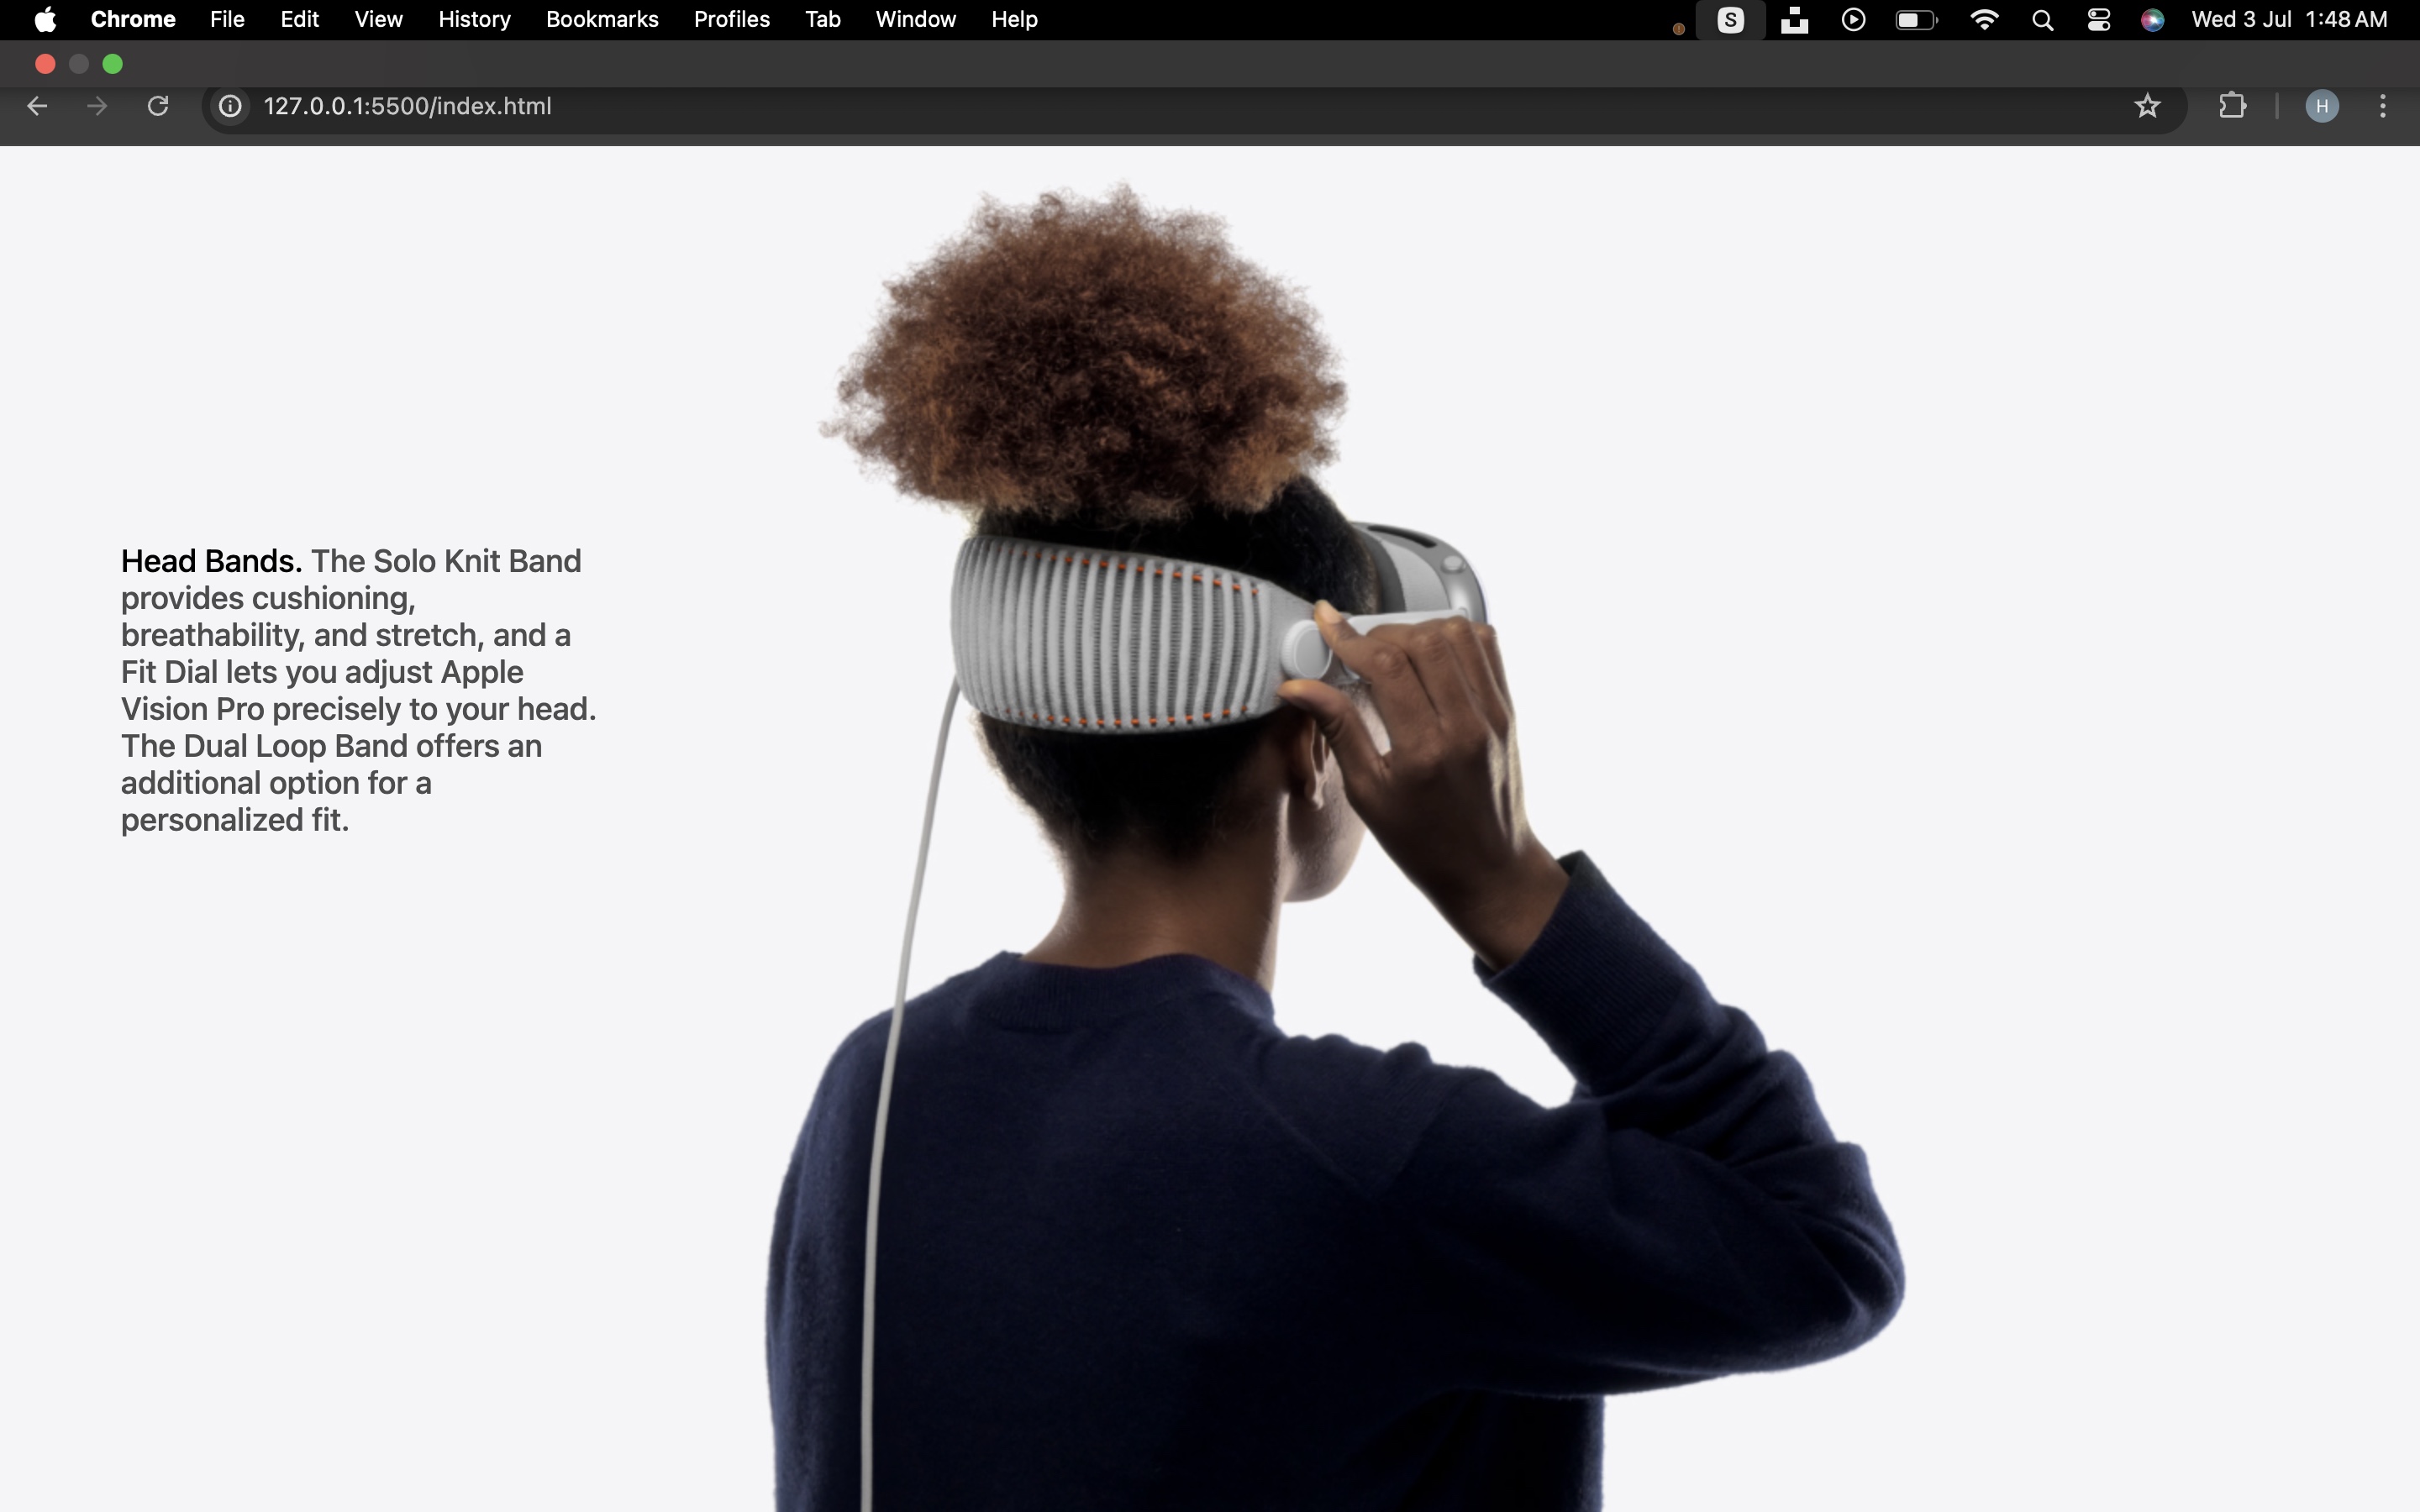 Chrome File Edit View History Bookmarks Profiles Tab Window Help S Wed 3 Jul 1:48 AM
127.0.0.1:5500/index.html H
Head Bands. The Solo Knit Band
provides cushioning,
breathability, and stretch, and a
Fit Dial lets you adjust Apple
Vision Pro precisely to your head.
The Dual Loop Band offers an
additional option for a
personalized fit.